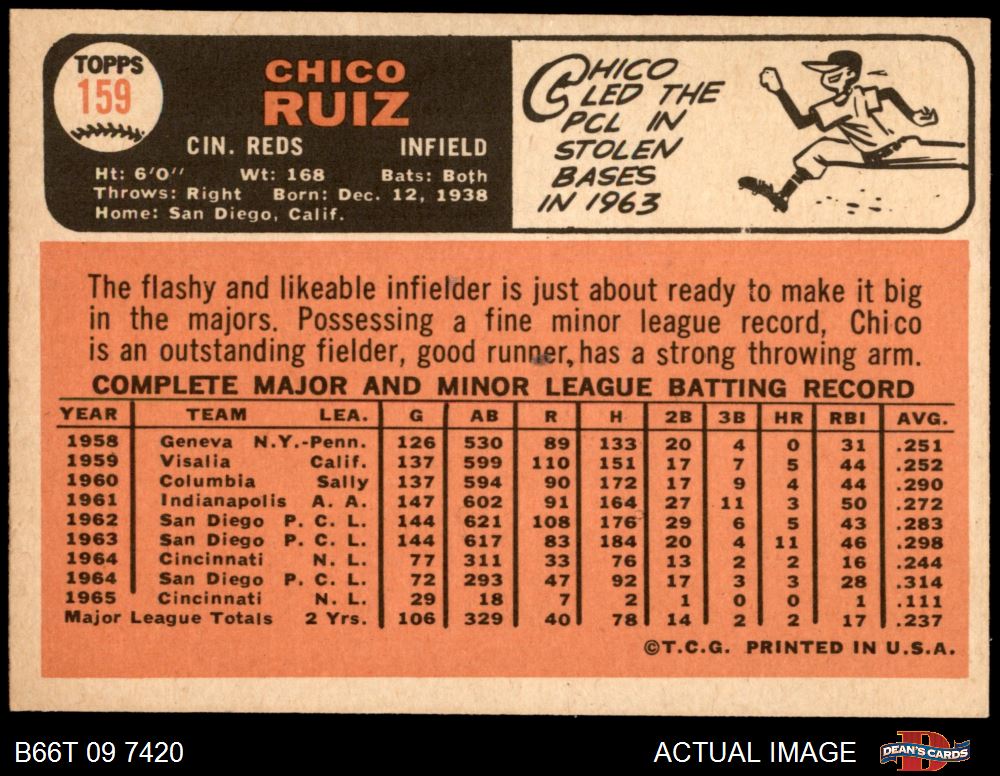 TOPPS
159
CHICO
RUIZ
CIN. REDS INFIELD
Ht: 6'0" Wt: 168 Bats: Both
Throws: Right Born: Dec. 12, 1938
Home: San Diego, Calif.
CHICO
LED THE
PCL IN
STOLEN
BASES
IN 1963
The flashy and likeable infielder is just about ready to make it big
in the majors. Possessing a fine minor league record, Chico
is an outstanding fielder, good runner, has a strong throwing arm.
COMPLETE MAJOR AND MINOR LEAGUE BATTING RECORD
YEAR TEAM LEA. G AB R H 2B 3B HR RBI AVG.
1958 Geneva N.Y.-Penn. 126 530 89 133 20 4 0 31 .251
1959 Visalia Calif. 137 599 110 151 17 7 5 44 .252
1960 Columbia Sally 137 594 90 172 17 9 4 44 .290
1961 Indianapolis A. A. 147 602 91 164 27 11 3 50 .272
1962 San Diego P. C. L. 144 621 108 176 29 6 5 43 .283
1963 San Diego P. C. L. 144 617 83 184 20 4 11 46 .298
1964 Cincinnati N. L. 77 311 33 76 13 2 2 16 .244
1964 San Diego P. C. L. 72 293 47 92 17 3 3 28 .314
1965 Cincinnati N. L. 29 18 7 2 1 0 0 1 .111
Major League Totals 2 Yrs. 106 329 40 78 14 2 2 17 .237
©T.C.G. PRINTED IN U.S.A.
B66T 09 7420 ACTUAL IMAGE DEAN'S CARDS